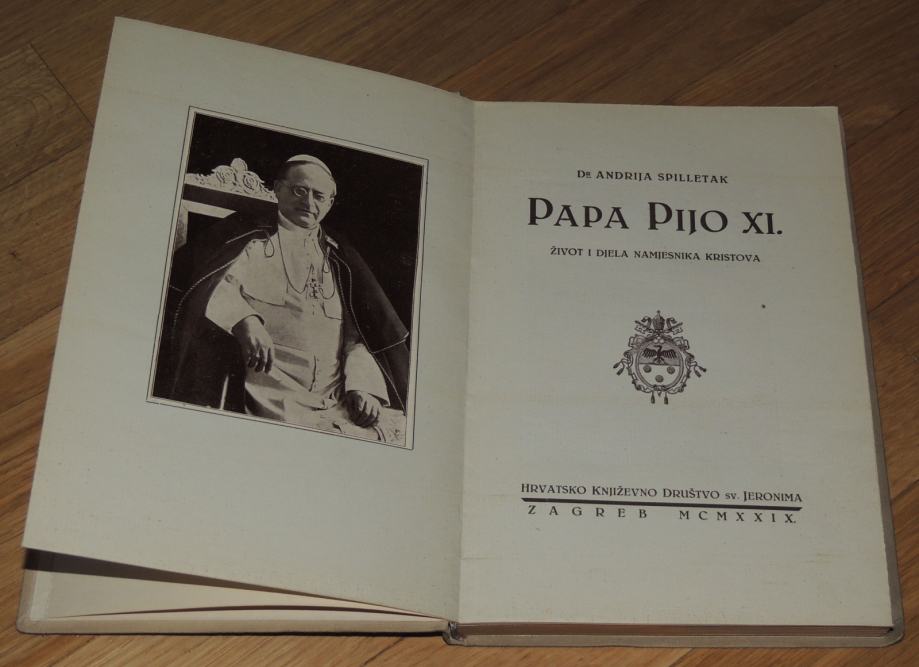 DR ANDRIJA SPILLETAK
PAPA PIJO XI.
ŽIVOT I DJELA NAMJESNIKA KRISTOVA
HRVATSKO KNJIŽEVNO DRUŠTVO SV. JERONIMA
ZAGREB MCMXXIX.